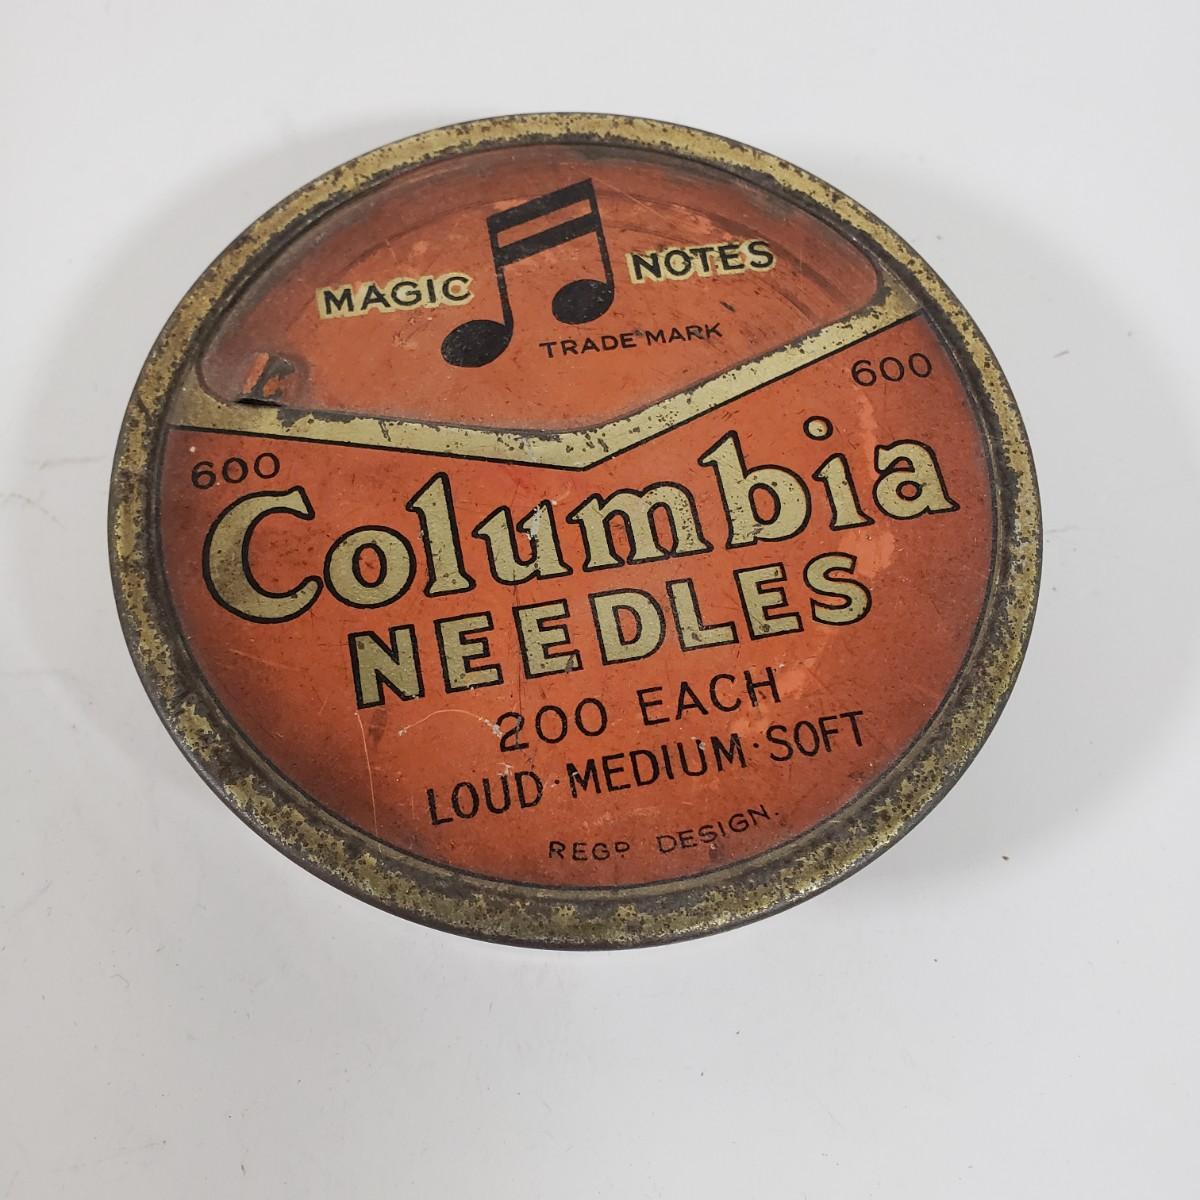 MAGIC NOTES
TRADE MARK
600
600
Columbia
NEEDLES
200 EACH
LOUD·MEDIUM·SOFT
REGD DESIGN.